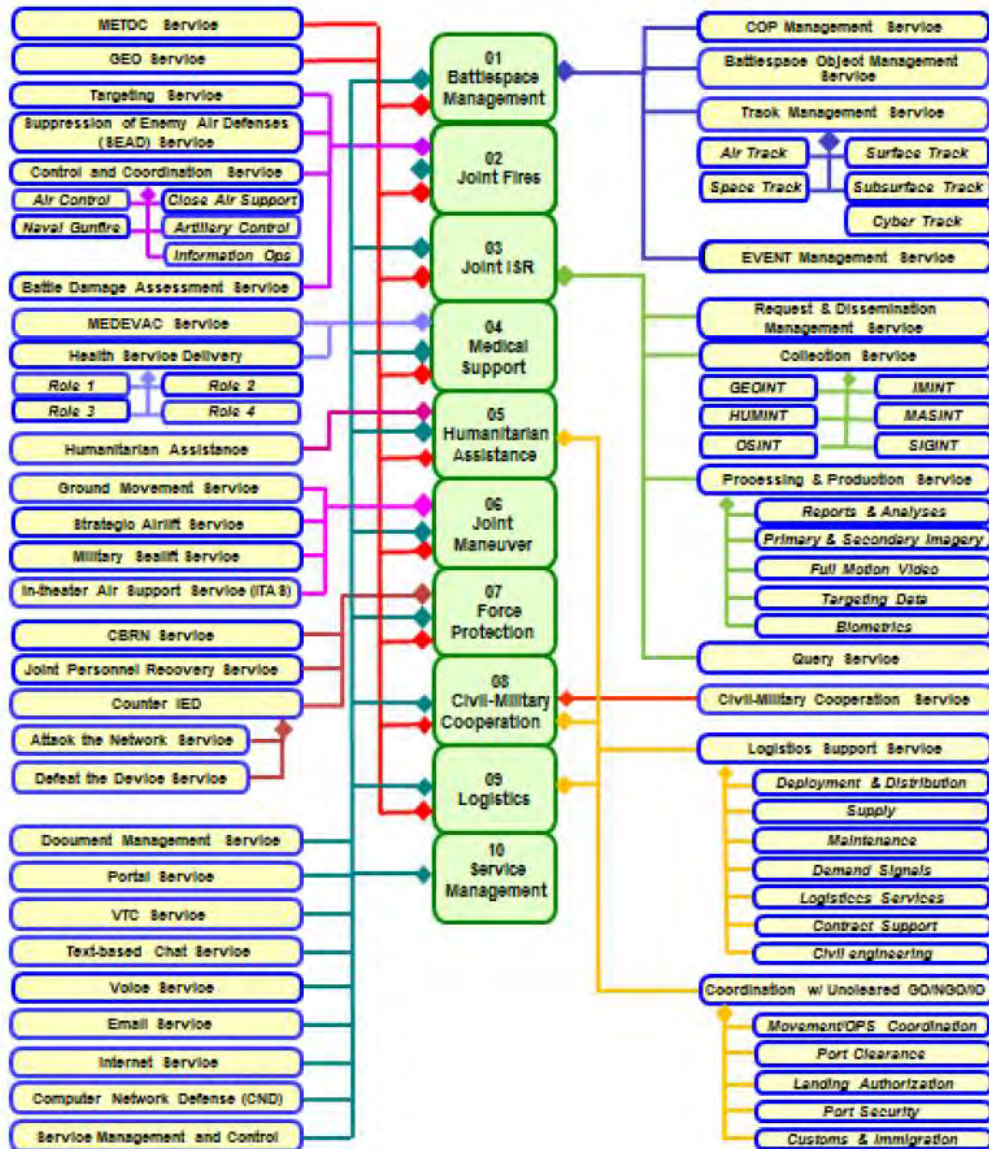 METOC Service
GEO Service
Targeting Service
Suppression of Enemy Air Defenses
(SEAD) Service
Control and Coordination Service
Air Control
Close Air Support
Naval Gunfire
Artillery Control
Information Ops
Battle Damage Assessment Service
MEDEVAC Service
Health Service Delivery
Role 1
Role 2
Role 3
Role 4
Humanitarian Assistance
Ground Movement Service
Strategic Airlift Service
Military Sealift Service
In-theater Air Support Service (ITAS)
CBRN Service
Joint Personnel Recovery Service
Counter IED
Attack the Network Service
Defeat the Device Service
Document Management Service
Portal Service
VTC Service
Text-based Chat Service
Voice Service
Email Service
Internet Service
Computer Network Defense (CND)
Service Management and Control
01
Battlespace
Management
02
Joint Fires
03
Joint ISR
04
Medical
Support
05
Humanitarian
Assistance
06
Joint
Maneuver
07
Force
Protection
08
Civil-Military
Cooperation
09
Logistics
10
Service
Management
COP Management Service
Battlespace Object Management
Service
Track Management Service
Air Track
Surface Track
Space Track
Subsurface Track
Cyber Track
EVENT Management Service
Request & Dissemination
Management Service
Collection Service
GEOINT
IMINT
HUMINT
MASINT
OSINT
SIGINT
Processing & Production Service
Reports & Analyses
Primary & Secondary Imagery
Full Motion Video
Targeting Data
Biometrics
Query Service
Civil-Military Cooperation Service
Logistics Support Service
Deployment & Distribution
Supply
Maintenance
Demand Signals
Logistices Services
Contract Support
Civil engineering
Coordination w/ Uncleared GO/NGO/IO
Movement/OPS Coordination
Port Clearance
Landing Authorization
Port Security
Customs & Immigration